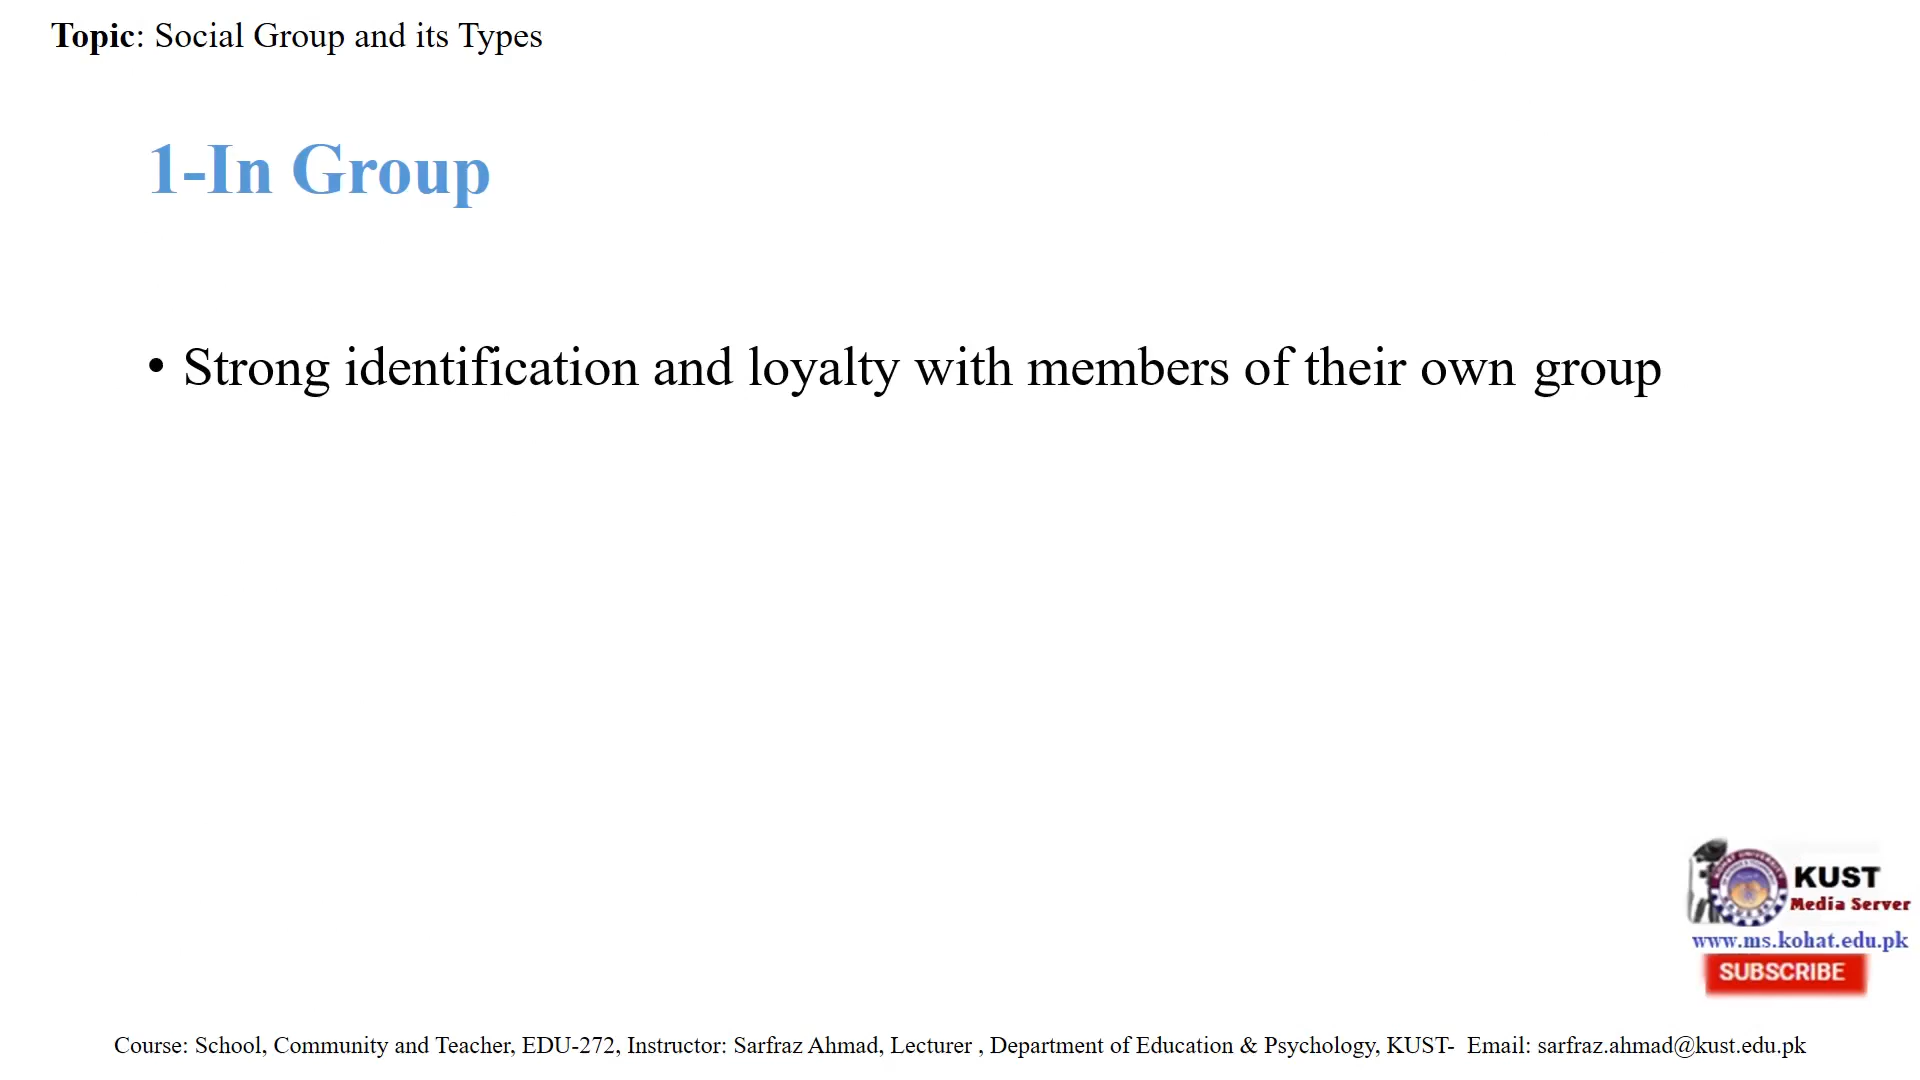 Topic: Social Group and its Types
1-In Group
• Strong identification and loyalty with members of their own group
KUST
Media Server
www.ms.kohat.edu.pk
SUBSCRIBE
Course: School, Community and Teacher, EDU-272, Instructor: Sarfraz Ahmad, Lecturer , Department of Education & Psychology, KUST- Email: sarfraz.ahmad@kust.edu.pk